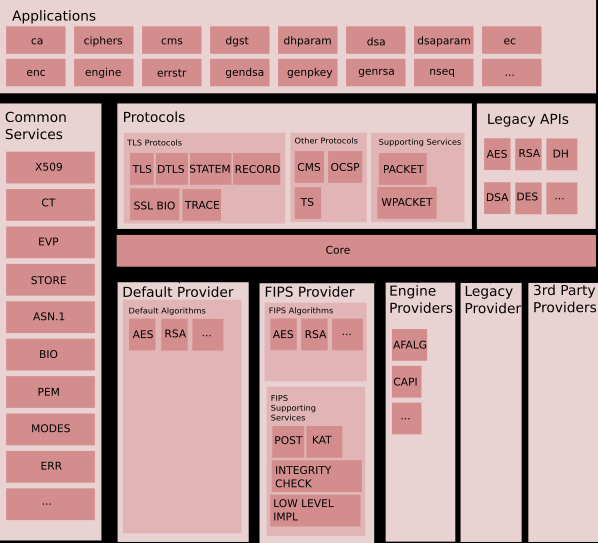 Applications
ca ciphers cms dgst dhparam dsa dsaparam ec
enc engine errstr gendsa genpkey genrsa nseq ...
Common
Services
X509
CT
EVP
STORE
ASN.1
BIO
PEM
MODES
ERR
...
Protocols
TLS Protocols
TLS DTLS STATEM RECORD
SSL BIO TRACE
Other Protocols
CMS OCSP
TS
Supporting Services
PACKET
WPACKET
Legacy APIs
AES RSA DH
DSA DES ...
Core
Default Provider
Default Algorithms
AES RSA ...
FIPS Provider
FIPS Algorithms
AES RSA ...
FIPS
Supporting
Services
POST KAT
INTEGRITY
CHECK
LOW LEVEL
IMPL
Engine
Providers
AFALG
CAPI
...
Legacy
Provider
3rd Party
Providers